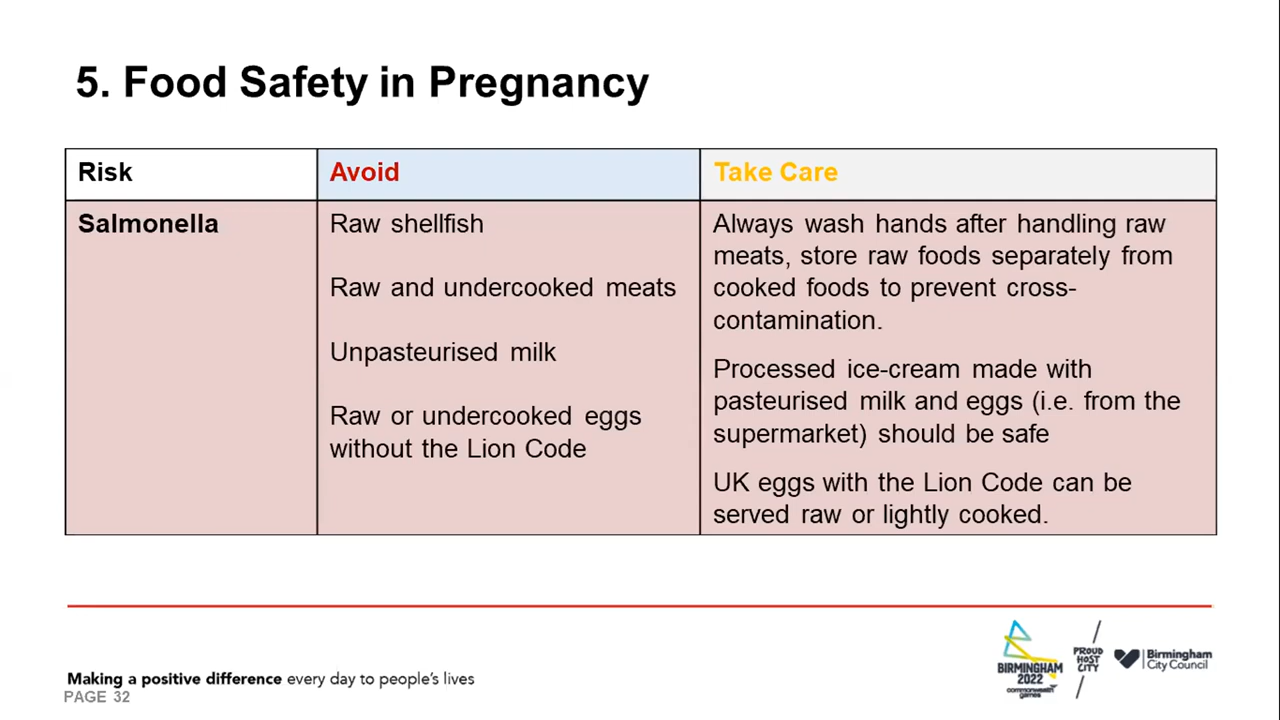 5. Food Safety in Pregnancy
Risk
Avoid
Take Care
Salmonella
Raw shellfish
Raw and undercooked meats
Unpasteurised milk
Raw or undercooked eggs
without the Lion Code
Always wash hands after handling raw
meats, store raw foods separately from
cooked foods to prevent cross-
contamination.
Processed ice-cream made with
pasteurised milk and eggs (i.e. from the
supermarket) should be safe
UK eggs with the Lion Code can be
served raw or lightly cooked.
Making a positive difference every day to people's lives
PAGE 32
BIRMINGHAM
2022
commonwealth
games
PROUD
HOST
CITY
Birmingham
City Council